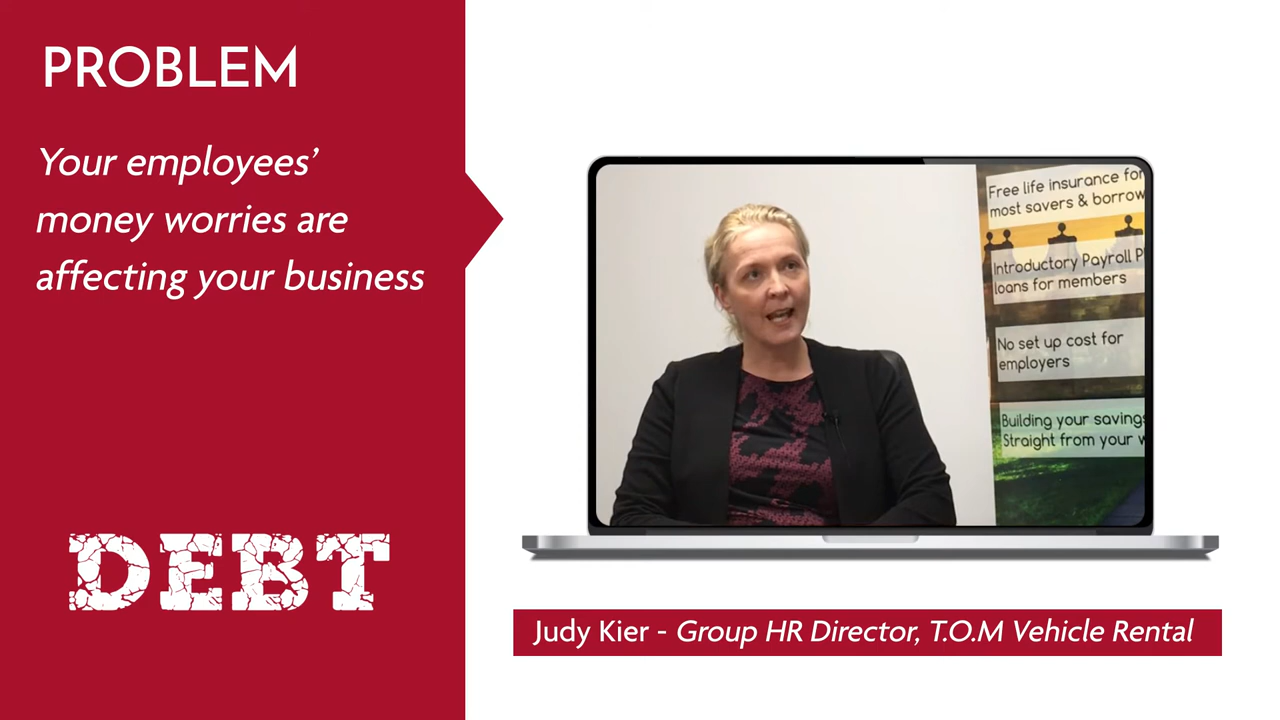 PROBLEM
Your employees’
money worries are
affecting your business
DEBT
Free life insurance for
most savers & borrow
Introductory Payroll P
loans for members
No set up cost for
employers
Building your savings
Straight from your w
Judy Kier - Group HR Director, T.O.M Vehicle Rental